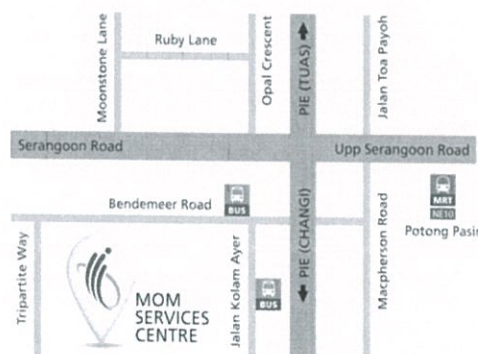 Moonstone Lane
Ruby Lane
Opal Crescent
PIE (TUAS)
Jalan Toa Payoh
Serangoon Road
Upp Serangoon Road
Bendemeer Road
BUS
MRT
NE10
Potong Pasir
Tripartite Way
MOM
SERVICES
CENTRE
Jalan Kolam Ayer
BUS
PIE (CHANGI)
Macpherson Road